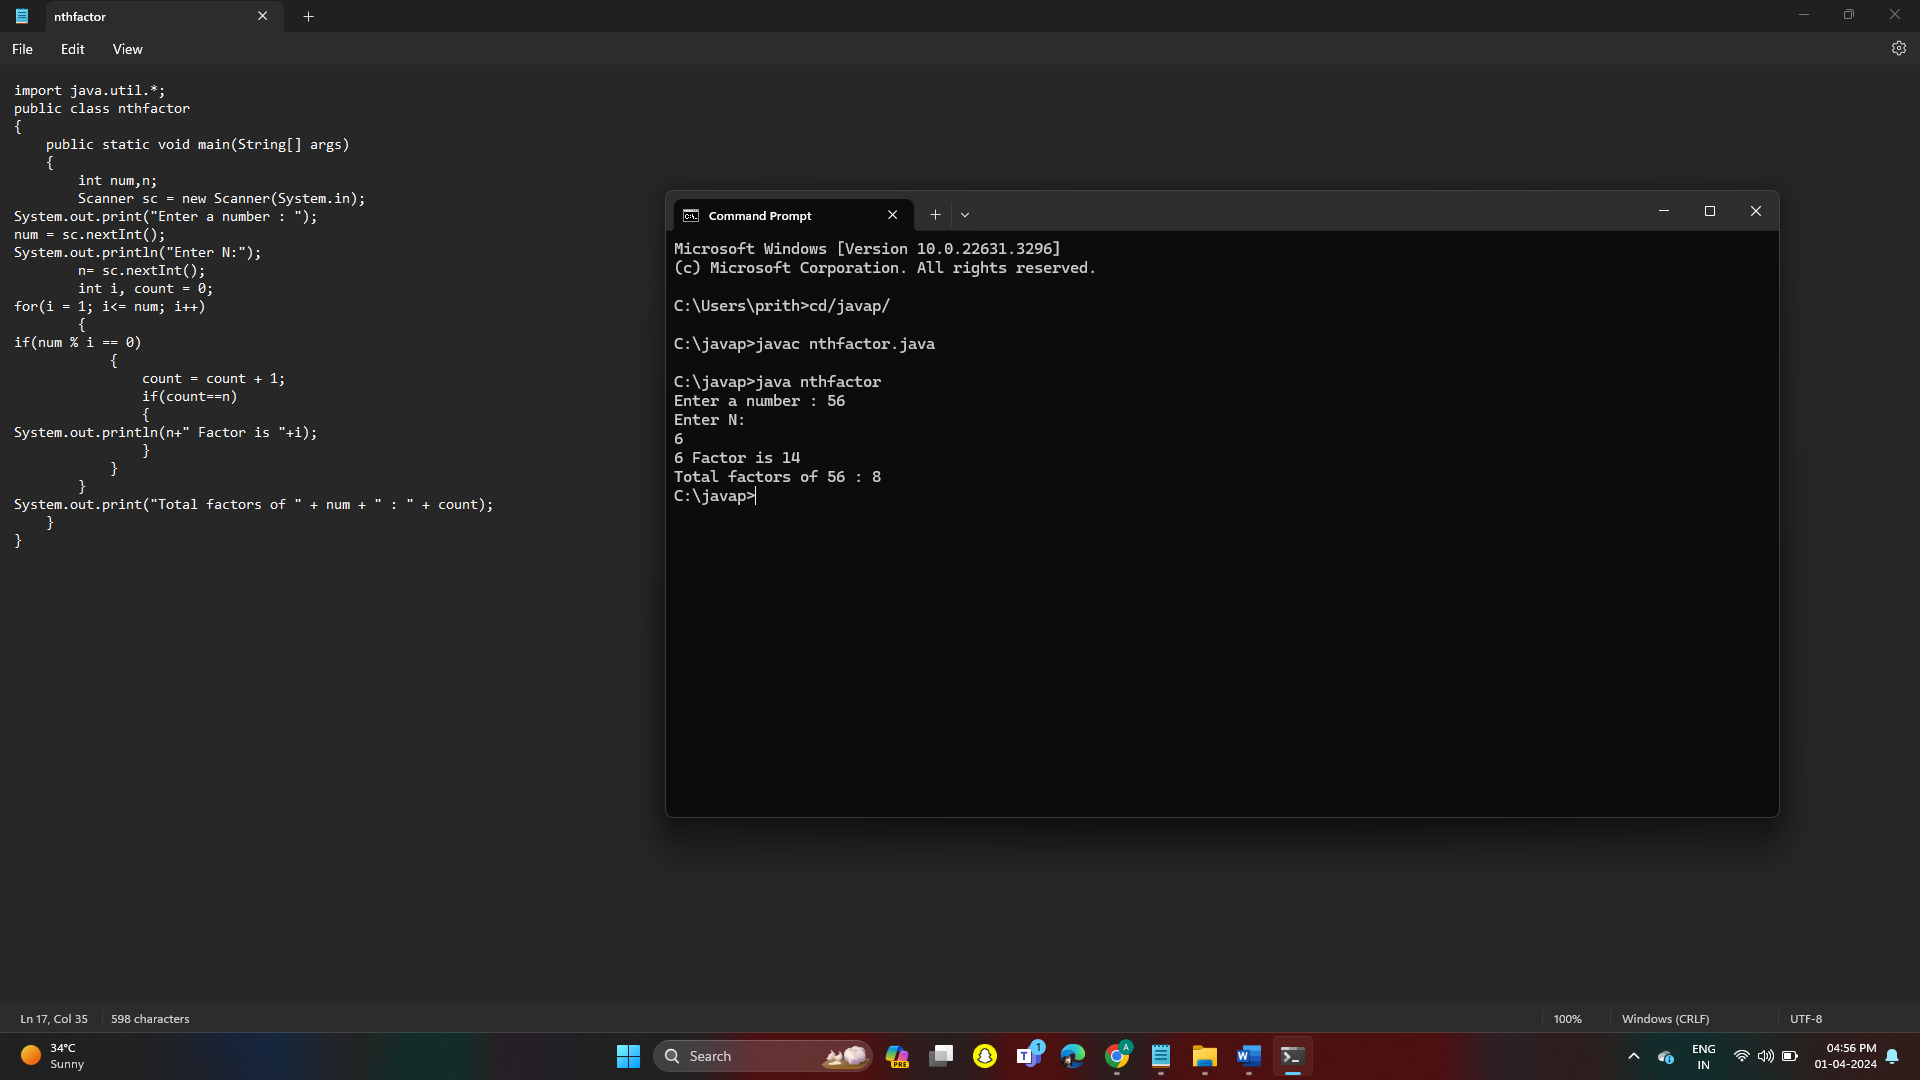 nthfactor
File Edit View
import java.util.*;
public class nthfactor
{
public static void main(String[] args)
{
int num,n;
Scanner sc = new Scanner(System.in);
System.out.print("Enter a number : ");
num = sc.nextInt();
System.out.println("Enter N:");
n= sc.nextInt();
int i, count = 0;
for(i = 1; i<= num; i++)
{
if(num % i == 0)
{
count = count + 1;
if(count==n)
{
System.out.println(n+" Factor is "+i);
}
}
}
System.out.print("Total factors of " + num + " : " + count);
}
}
Command Prompt
Microsoft Windows [Version 10.0.22631.3296]
(c) Microsoft Corporation. All rights reserved.
C:\Users\prith>cd/javap/
C:\javap>javac nthfactor.java
C:\javap>java nthfactor
Enter a number : 56
Enter N:
6
6 Factor is 14
Total factors of 56 : 8
C:\javap>
Ln 17, Col 35 598 characters 100% Windows (CRLF) UTF-8
34°C
Sunny
Search
PRE
T
1
A
W
ENG
IN
04:56 PM
01-04-2024